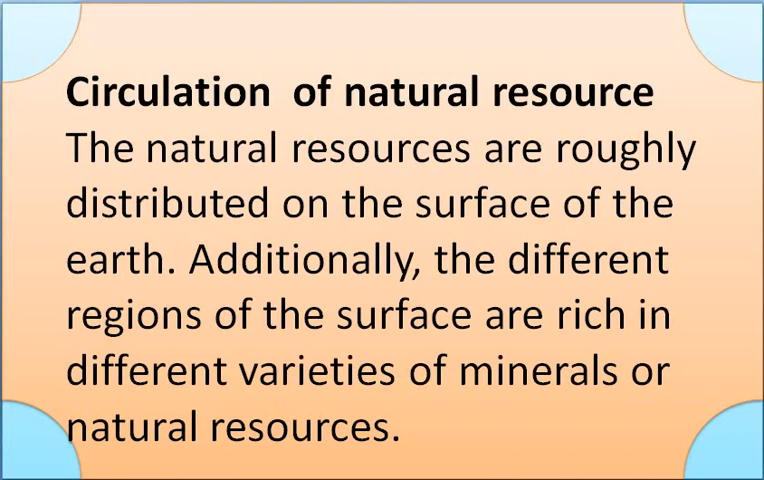 Circulation  of natural resource
The natural resources are roughly
distributed on the surface of the
earth. Additionally, the different
regions of the surface are rich in
different varieties of minerals or
natural resources.